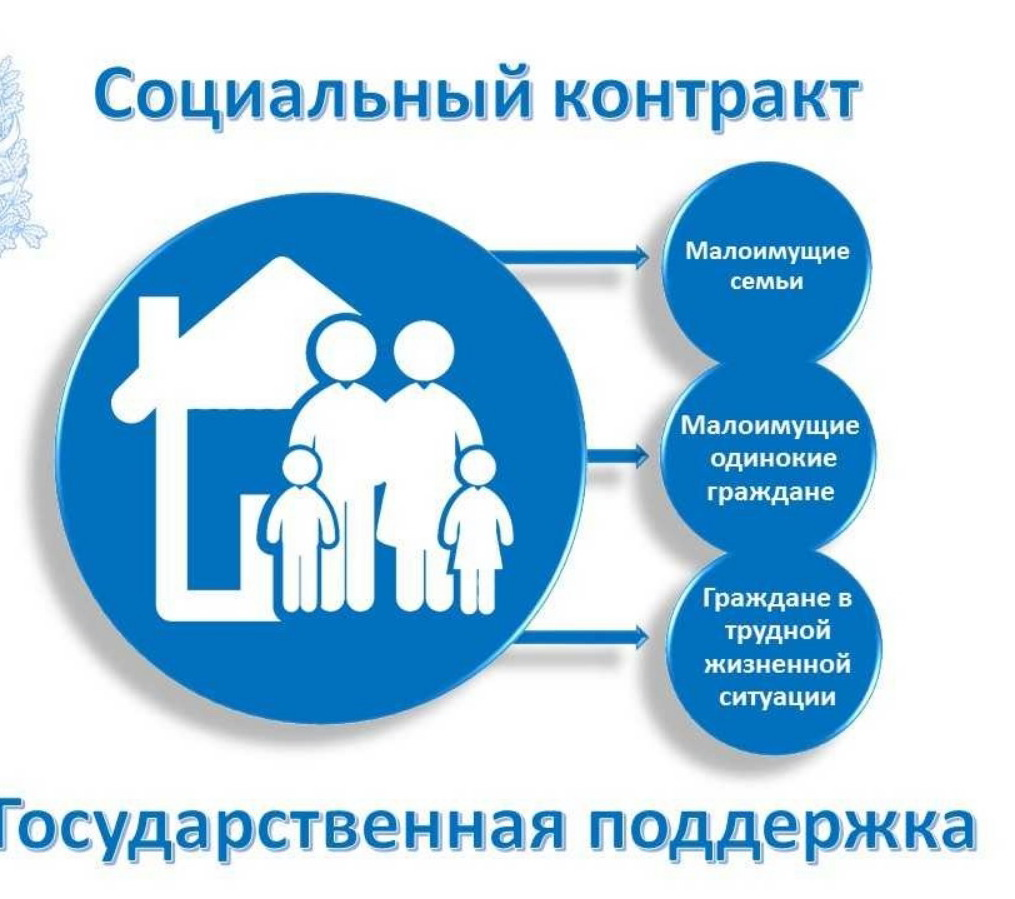 Социальный контракт
Малоимущие
семьи
Малоимущие
одинокие
граждане
Граждане в
трудной
жизненной
ситуации
Государственная поддержка